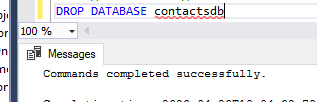 DROP DATABASE contactsdb
100 %
Messages
Commands completed successfully.